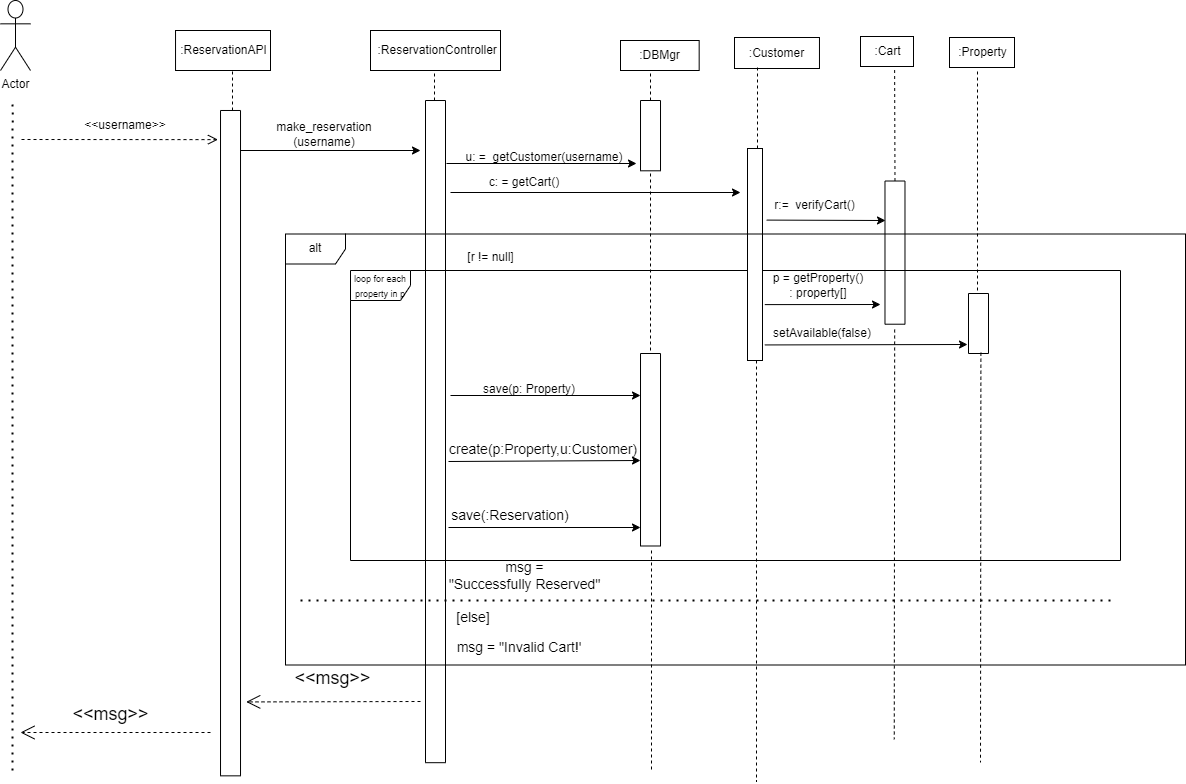 :ReservationAPI
:ReservationController
:DBMgr
:Customer
:Cart
:Property
Actor
<<username>>
make_reservation
(username)
u: = getCustomer(username)
c: = getCart()
r:= verifyCart()
alt
[r != null]
loop for each
property in p
p = getProperty()
: property[]
setAvailable(false)
save(p: Property)
create(p:Property,u:Customer)
save(:Reservation)
msg =
"Successfully Reserved"
[else]
msg = "Invalid Cart!'
<<msg>>
<<msg>>